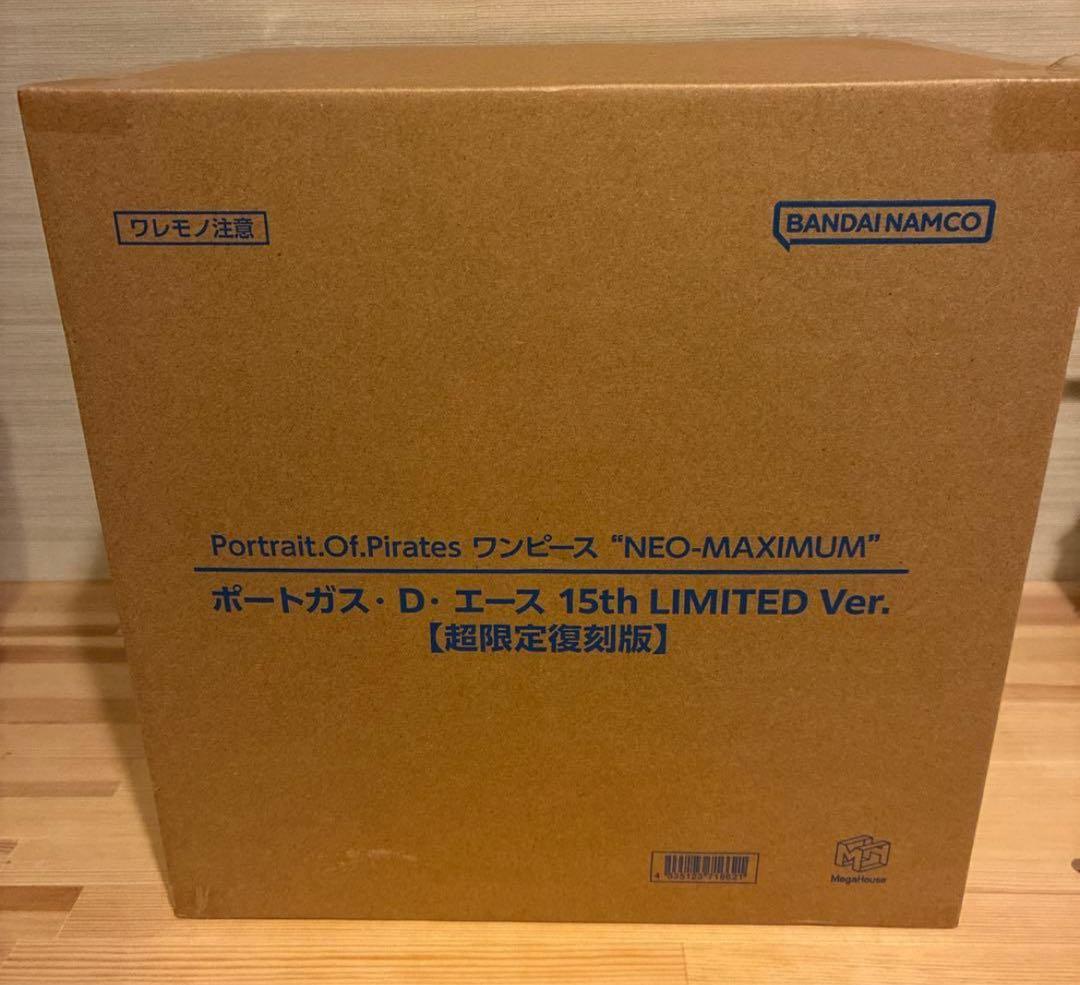 ワレモノ注意
BANDAI NAMCO
Portrait.Of.Pirates ワンピース “NEO-MAXIMUM”
ポートガス・D・エース 15th LIMITED Ver.
【超限定復刻版】
MegaHouse